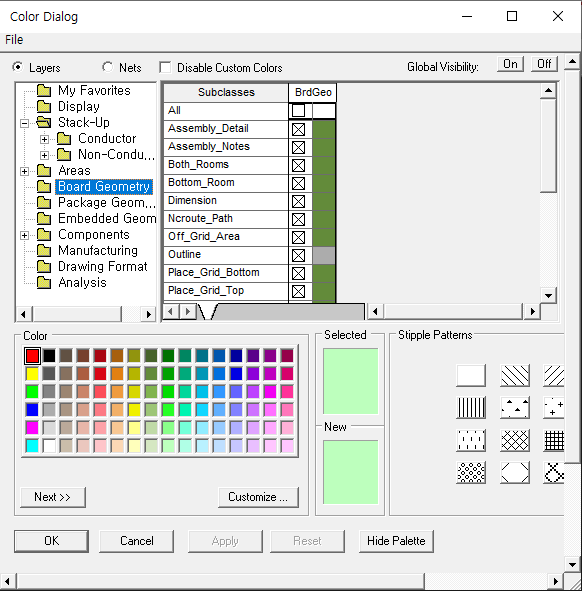 Color Dialog
File
Layers
Nets
Disable Custom Colors
Global Visibility:
On
Off
My Favorites
Display
Stack-Up
Conductor
Non-Condu...
Areas
Board Geometry
Package Geom...
Embedded Geom
Components
Manufacturing
Drawing Format
Analysis
Subclasses
BrdGeo
All
Assembly_Detail
Assembly_Notes
Both_Rooms
Bottom_Room
Dimension
Ncroute_Path
Off_Grid_Area
Outline
Place_Grid_Bottom
Place_Grid_Top
Color
Selected
Stipple Patterns
New
Next >>
Customize ...
OK
Cancel
Apply
Reset
Hide Palette